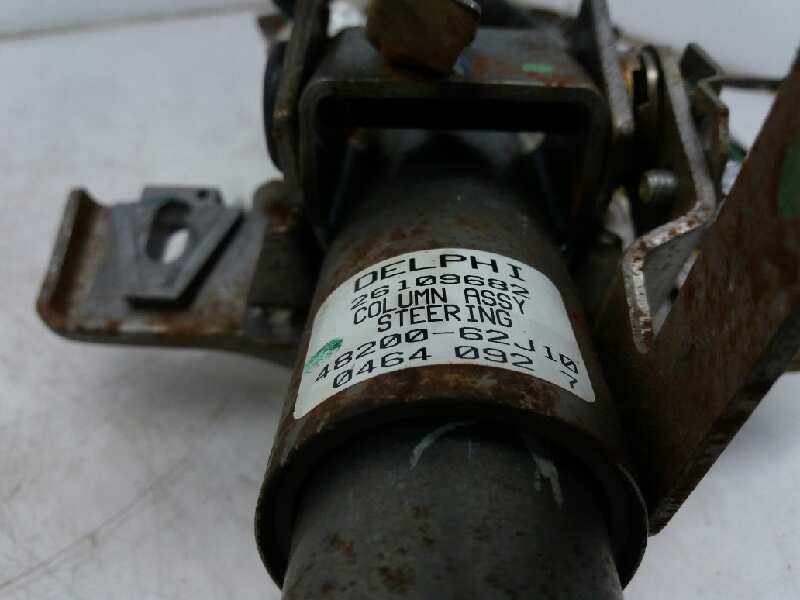 DELPHI
26109682
COLUMN ASSY
STEERING
48200-62J10
0464 092 7